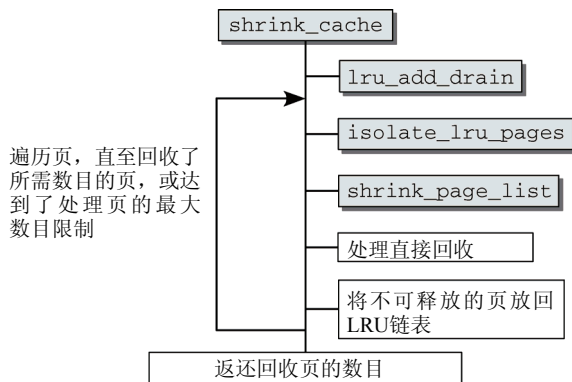 shrink_cache
lru_add_drain
isolate_lru_pages
shrink_page_list
遍历页，直至回收了
所需数目的页，或达
到了处理页的最大
数目限制
处理直接回收
将不可释放的页放回
LRU链表
返还回收页的数目